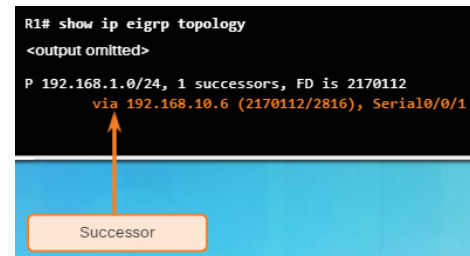 R1# show ip eigrp topology
<output omitted>
P 192.168.1.0/24, 1 successors, FD is 2170112
via 192.168.10.6 (2170112/2816), Serial0/0/1
Successor